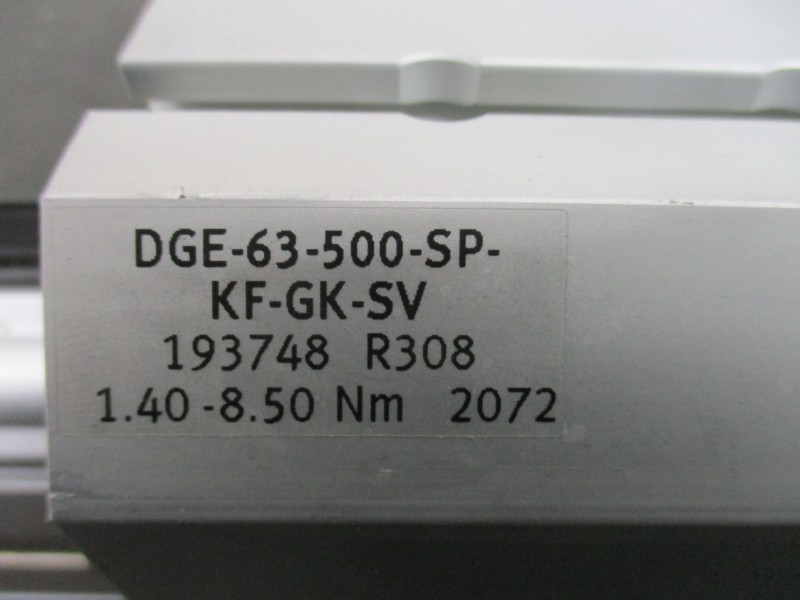 DGE-63-500-SP-
KF-GK-SV
193748 R308
1.40-8.50 Nm 2072